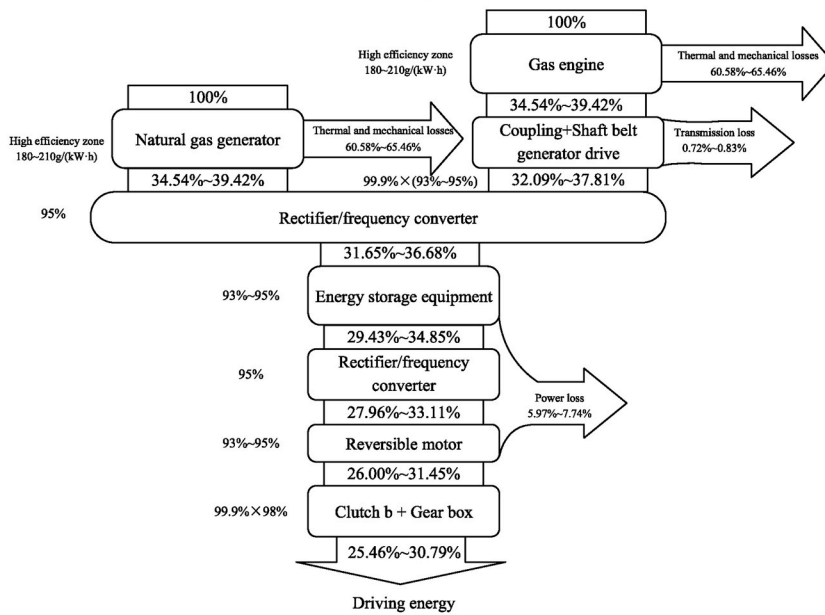 100%
High efficiency zone
180~210g/(kW·h)
Gas engine
Thermal and mechanical losses
60.58%~65.46%
100%
34.54%~39.42%
High efficiency zone
180~210g/(kW·h)
Natural gas generator
Thermal and mechanical losses
60.58%~65.46%
Coupling+Shaft belt
generator drive
Transmission loss
0.72%~0.83%
34.54%~39.42%
99.9%×(93%~95%)
32.09%~37.81%
95%
Rectifier/frequency converter
31.65%~36.68%
93%~95%
Energy storage equipment
29.43%~34.85%
95%
Rectifier/frequency
converter
Power loss
5.97%~7.74%
27.96%~33.11%
93%~95%
Reversible motor
26.00%~31.45%
99.9%×98%
Clutch b + Gear box
25.46%~30.79%
Driving energy